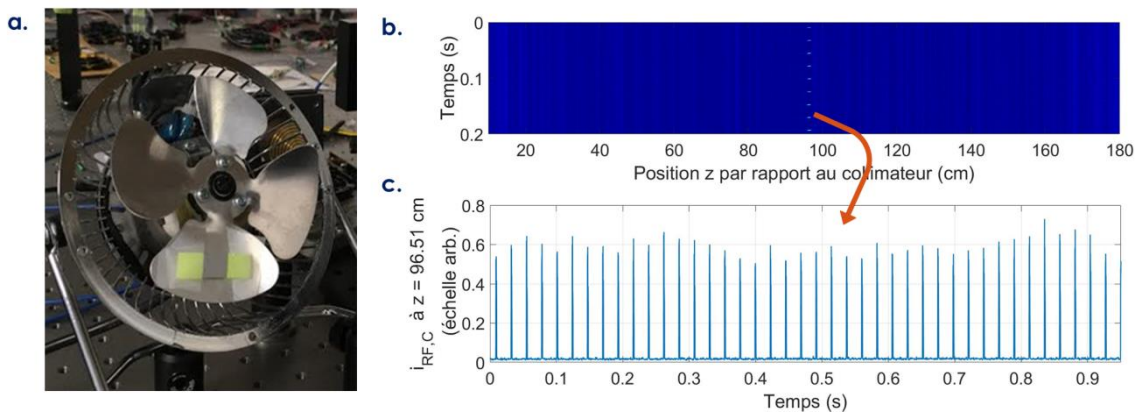 a.
b.
Temps (s)
0
0.1
0.2
20 40 60 80 100 120 140 160 180
Position z par rapport au collimateur (cm)
c.
i_RF,C à z = 96.51 cm
(échelle arb.)
0.8
0.6
0.4
0.2
0
0 0.1 0.2 0.3 0.4 0.5 0.6 0.7 0.8 0.9
Temps (s)